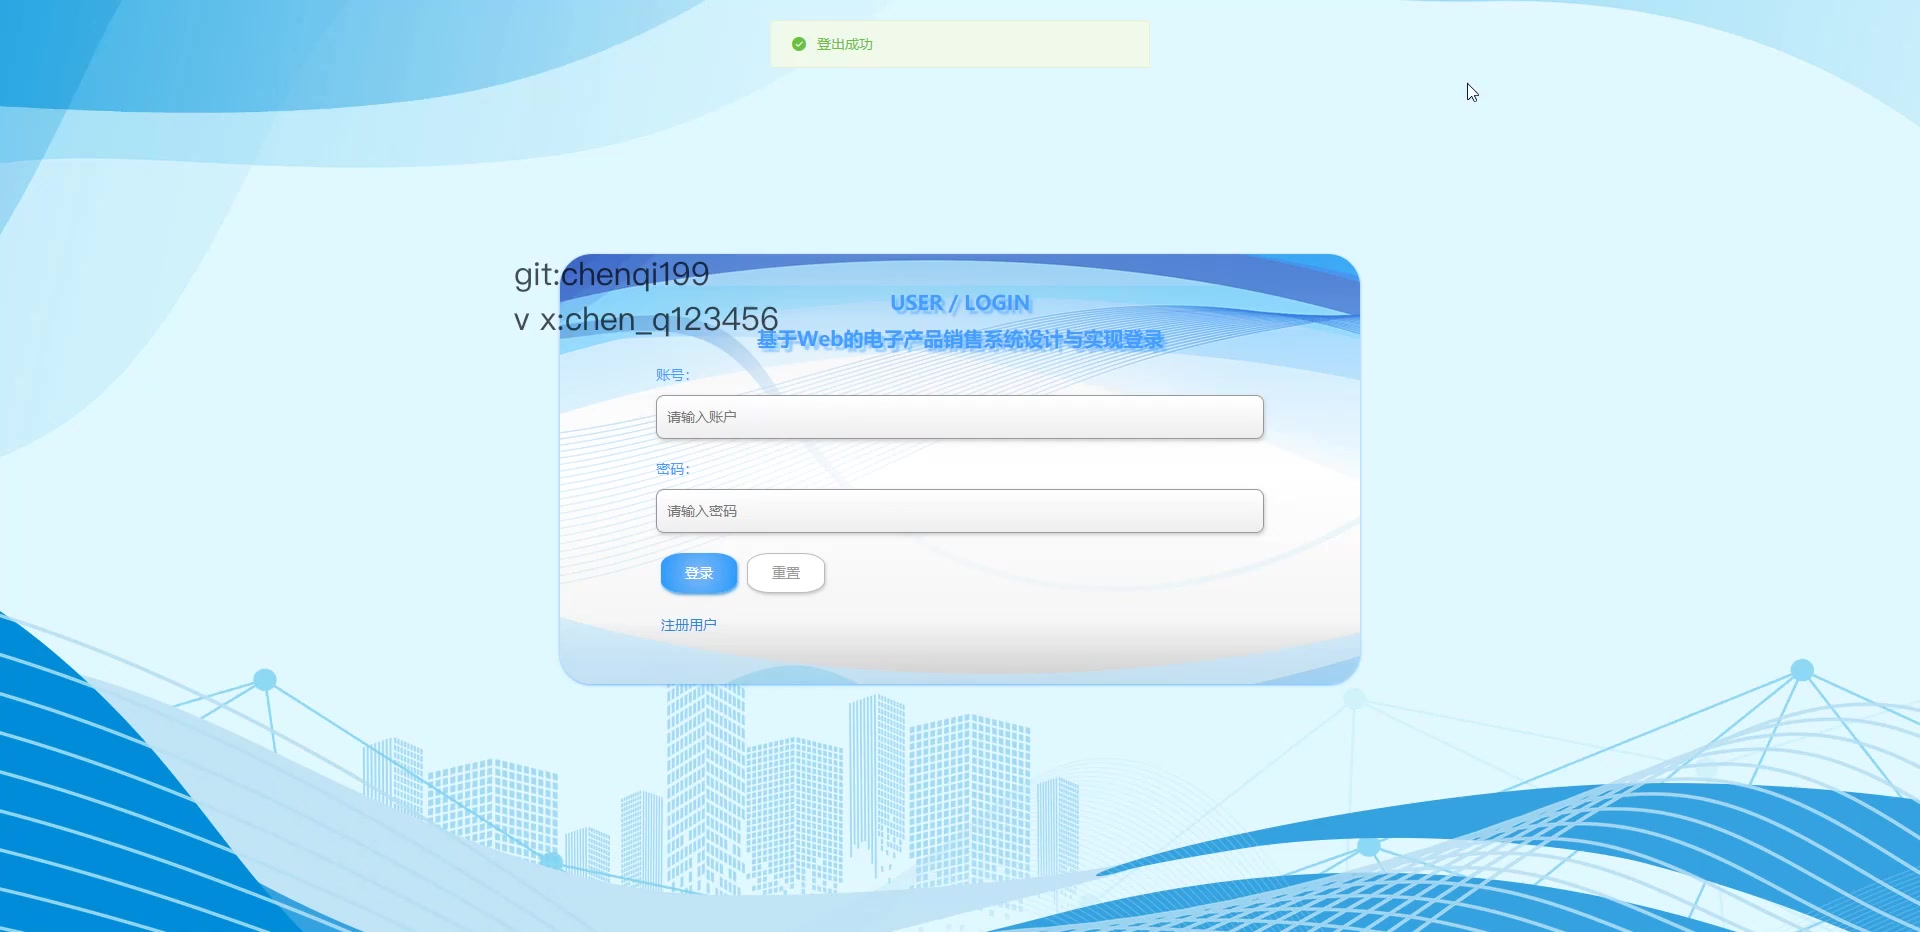 登出成功
git:chenqi199
v x:chen_q123456
USER / LOGIN
基于Web的电子产品销售系统设计与实现登录
账号：
请输入账户
密码：
请输入密码
登录 重置
注册用户